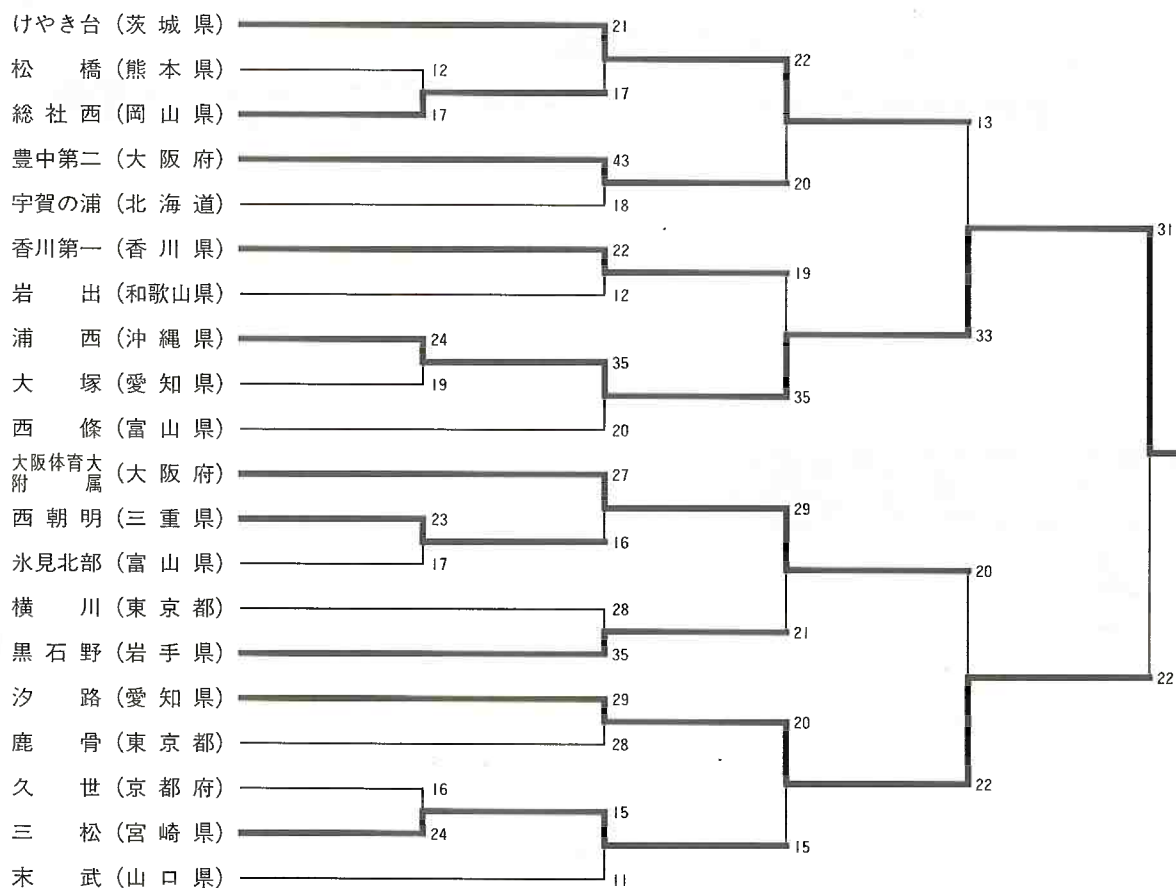 けやき台（茨城県） 21
22
松橋（熊本県） 12
17
総社西（岡山県） 17
13
豊中第二（大阪府） 43
20
宇賀の浦（北海道） 18
31
香川第一（香川県） 22
19
岩出（和歌山県） 12
33
浦西（沖縄県） 24
35
大塚（愛知県） 19
35
西條（富山県） 20
大阪体育大附属（大阪府） 27
29
西朝明（三重県） 23
16
氷見北部（富山県） 17
20
横川（東京都） 28
21
黒石野（岩手県） 35
22
汐路（愛知県） 29
20
鹿骨（東京都） 28
22
久世（京都府） 16
15
三松（宮崎県） 24
15
末武（山口県） 11